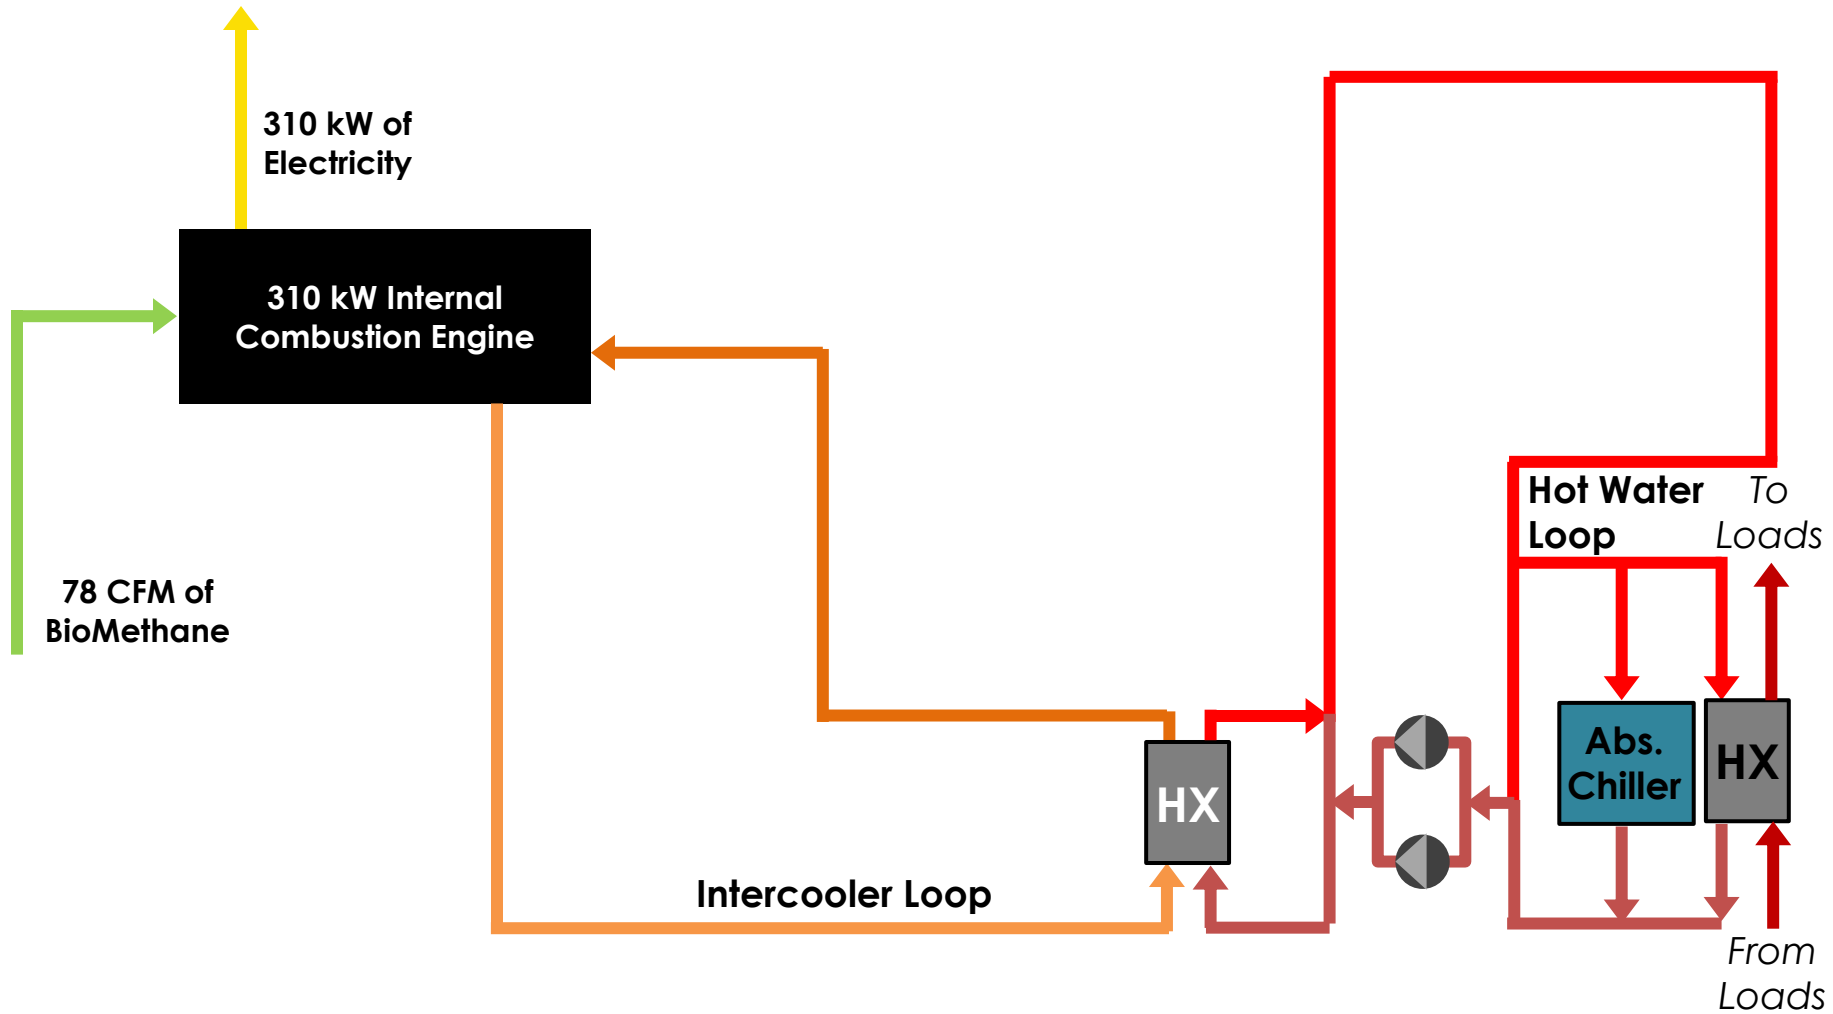 310 kW of
Electricity
310 kW Internal
Combustion Engine
78 CFM of
BioMethane
Intercooler Loop
HX
Hot Water
Loop
To
Loads
Abs.
Chiller
HX
From
Loads